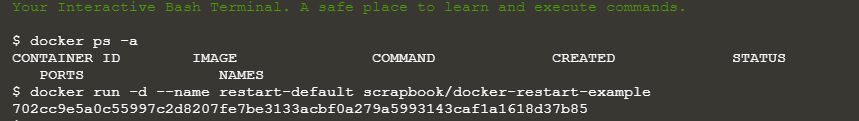 Your Interactive Bash Terminal. A safe place to learn and execute commands.
$ docker ps -a
CONTAINER ID        IMAGE               COMMAND             CREATED             STATUS
   PORTS               NAMES
$ docker run -d --name restart-default scrapbook/docker-restart-example
702cc9e5a0c55997c2d8207fe7be3133acbf0a279a5993143caf1a1618d37b85